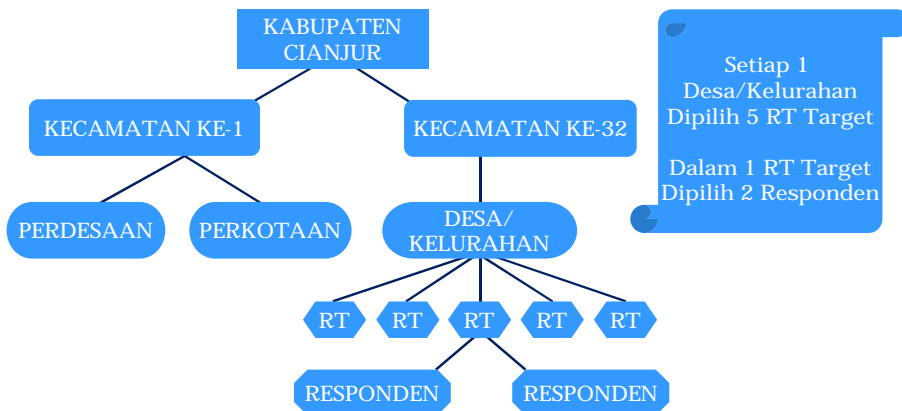 KABUPATEN
CIANJUR
KECAMATAN KE-1
KECAMATAN KE-32
PERDESAAN
PERKOTAAN
DESA/
KELURAHAN
RT
RT
RT
RT
RT
RESPONDEN
RESPONDEN
Setiap 1
Desa/Kelurahan
Dipilih 5 RT Target
Dalam 1 RT Target
Dipilih 2 Responden